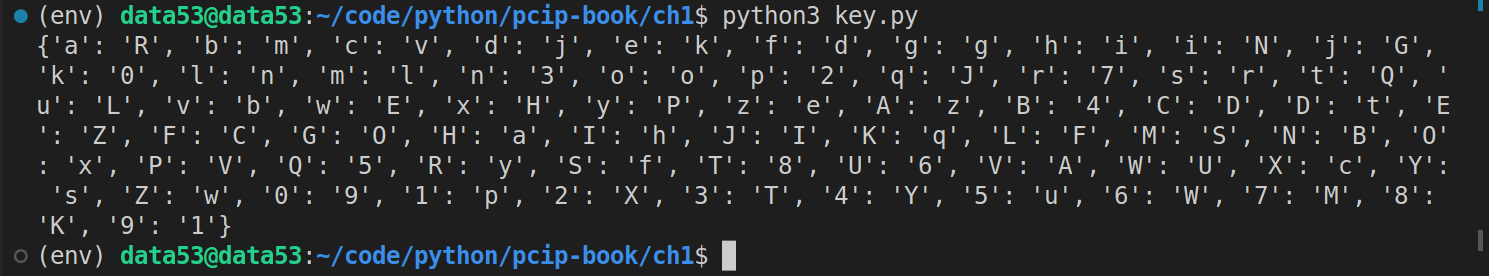 (env) data53@data53:~/code/python/pcip-book/ch1$ python3 key.py
{'a': 'R', 'b': 'm', 'c': 'v', 'd': 'j', 'e': 'k', 'f': 'd', 'g': 'g', 'h': 'i', 'i': 'N', 'j': 'G',
'k': '0', 'l': 'n', 'm': 'l', 'n': '3', 'o': 'o', 'p': '2', 'q': 'J', 'r': '7', 's': 'r', 't': 'Q', '
u': 'L', 'v': 'b', 'w': 'E', 'x': 'H', 'y': 'P', 'z': 'e', 'A': 'z', 'B': '4', 'C': 'D', 'D': 't', 'E
': 'Z', 'F': 'C', 'G': 'O', 'H': 'a', 'I': 'h', 'J': 'I', 'K': 'q', 'L': 'F', 'M': 'S', 'N': 'B', 'O'
: 'x', 'P': 'V', 'Q': '5', 'R': 'y', 'S': 'f', 'T': '8', 'U': '6', 'V': 'A', 'W': 'U', 'X': 'c', 'Y':
 's', 'Z': 'w', '0': '9', '1': 'p', '2': 'X', '3': 'T', '4': 'Y', '5': 'u', '6': 'W', '7': 'M', '8':
'K', '9': '1'}
(env) data53@data53:~/code/python/pcip-book/ch1$